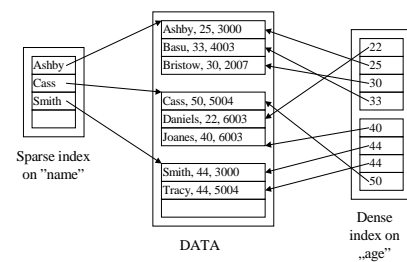 Ashby
Cass
Smith
Sparse index
on "name"
Ashby, 25, 3000
Basu, 33, 4003
Bristow, 30, 2007
Cass, 50, 5004
Daniels, 22, 6003
Joanes, 40, 6003
Smith, 44, 3000
Tracy, 44, 5004
DATA
22
25
30
33
40
44
44
50
Dense
index on
„age”